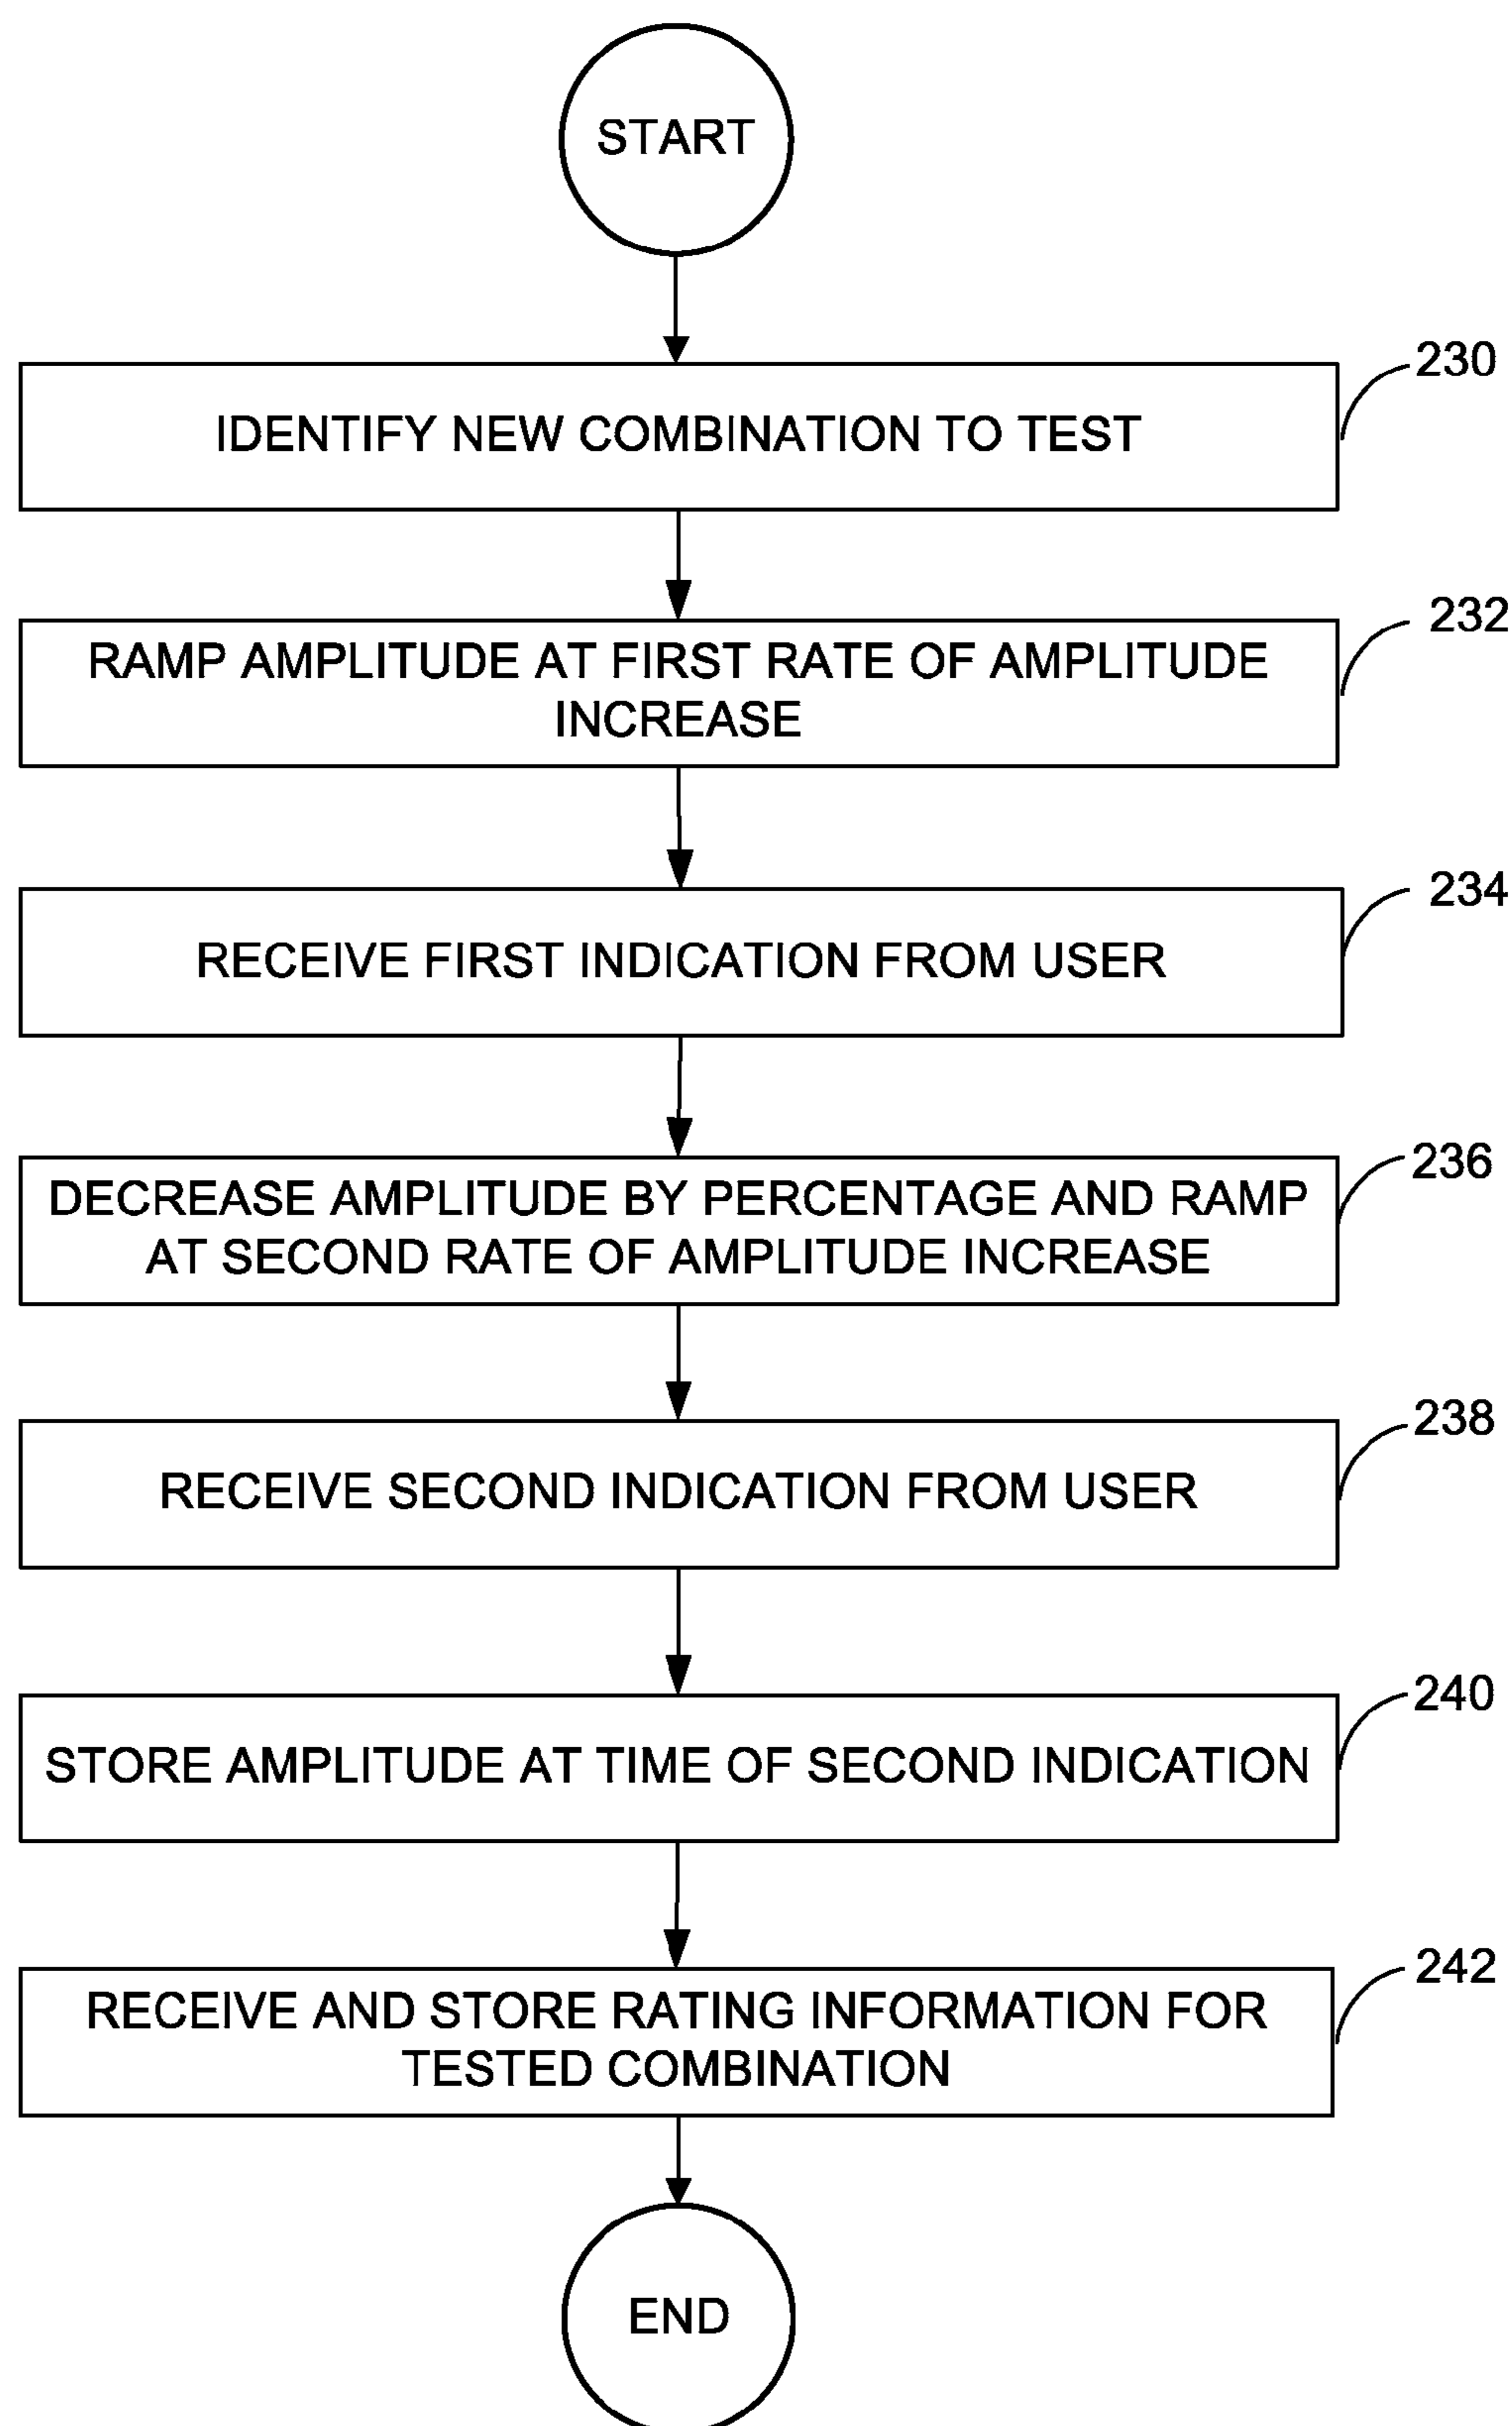 START
230
IDENTIFY NEW COMBINATION TO TEST
232
RAMP AMPLITUDE AT FIRST RATE OF AMPLITUDE
INCREASE
234
RECEIVE FIRST INDICATION FROM USER
236
DECREASE AMPLITUDE BY PERCENTAGE AND RAMP
AT SECOND RATE OF AMPLITUDE INCREASE
238
RECEIVE SECOND INDICATION FROM USER
240
STORE AMPLITUDE AT TIME OF SECOND INDICATION
242
RECEIVE AND STORE RATING INFORMATION FOR
TESTED COMBINATION
END